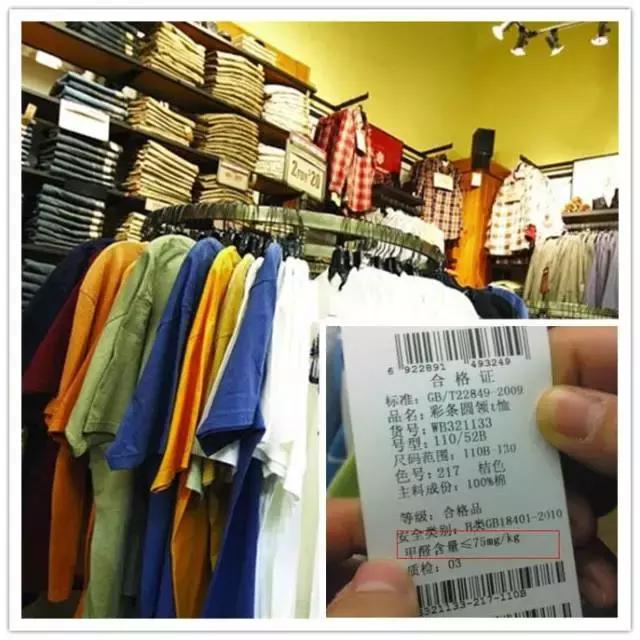 2 FOR $20
6 922891 493249
合格证
标准: GB/T22849-2009
品名: 彩条圆领t恤
货号: WB321133
号型: 110/52B
尺码范围: 110B-130
色号: 217 桔色
主料成份: 100%棉
等级: 合格品
安全类别: B类GB18401-2010
甲醛含量≤75mg/kg
质检: 03
321133-217-110B